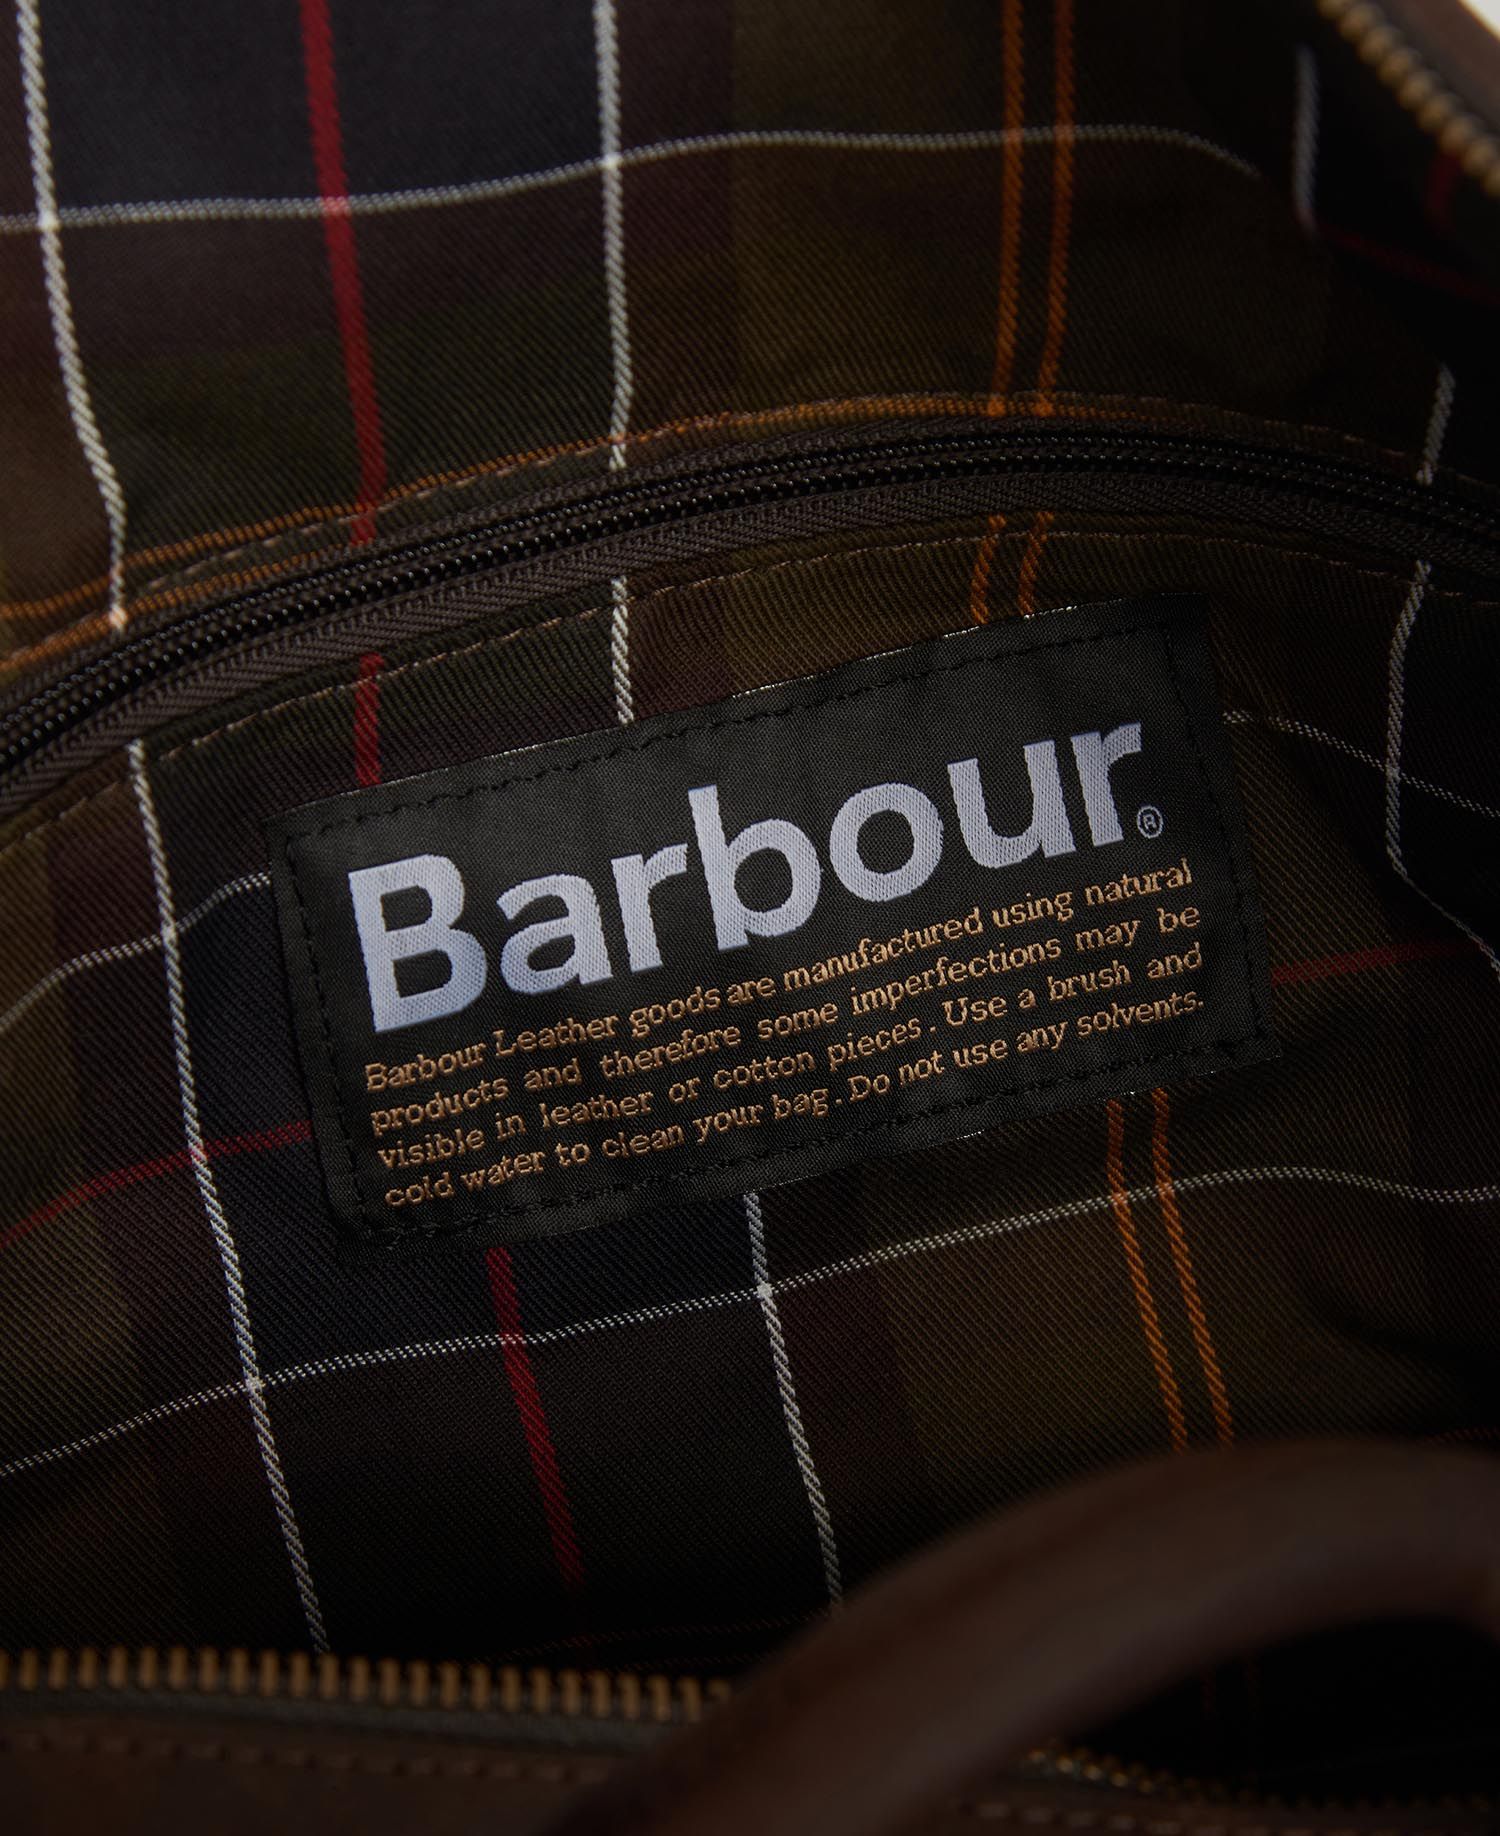 Barbour®
Barbour Leather goods are manufactured using natural
products and therefore some imperfections may be
visible in leather or cotton pieces. Use a brush and
cold water to clean your bag. Do not use any solvents.